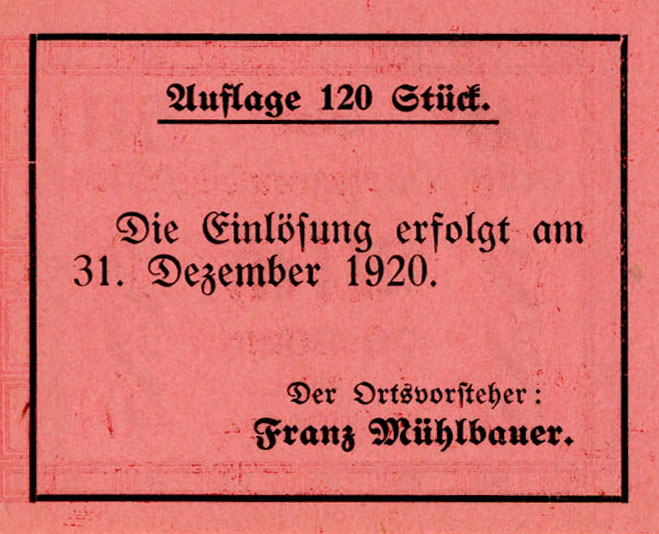 Auflage 120 Stück.
Die Einlösung erfolgt am
31. Dezember 1920.
Der Ortsvorsteher:
Franz Mühlbauer.